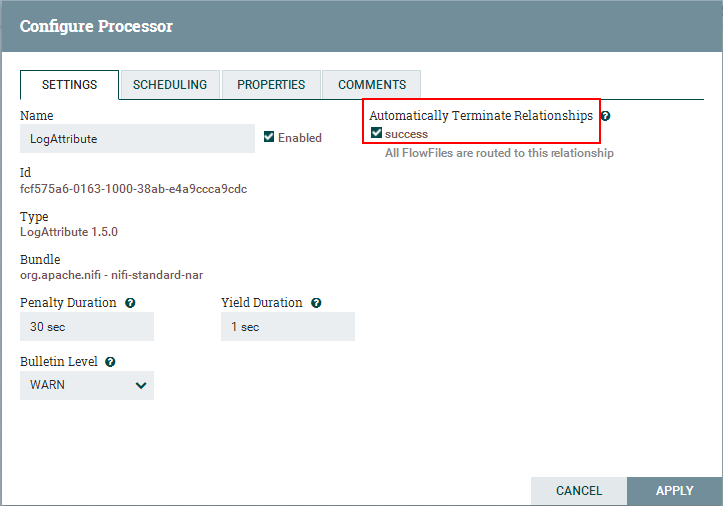 Configure Processor
SETTINGS
SCHEDULING
PROPERTIES
COMMENTS
Name
LogAttribute
Enabled
Automatically Terminate Relationships ?
success
All FlowFiles are routed to this relationship
Id
fcf575a6-0163-1000-38ab-e4a9ccca9cdc
Type
LogAttribute 1.5.0
Bundle
org.apache.nifi - nifi-standard-nar
Penalty Duration ?
Yield Duration ?
30 sec
1 sec
Bulletin Level ?
WARN
CANCEL
APPLY